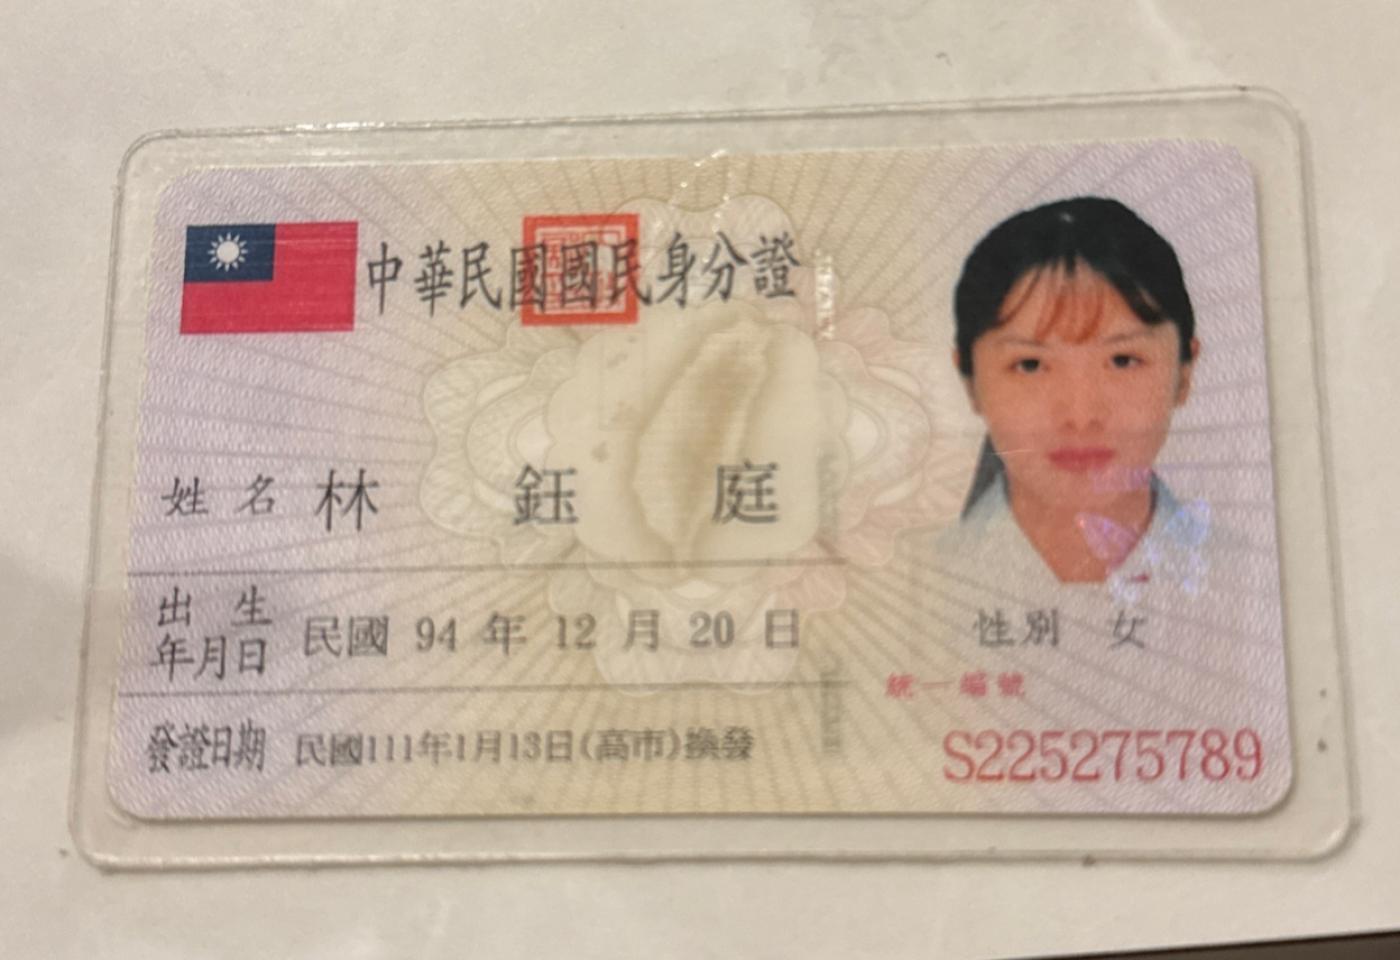 中華民國國民身分證
姓名 林鈺庭
出生年月日 民國 94 年 12 月 20 日
性別 女
發證日期 民國111年1月13日(高市)換發
統一編號
S225275789